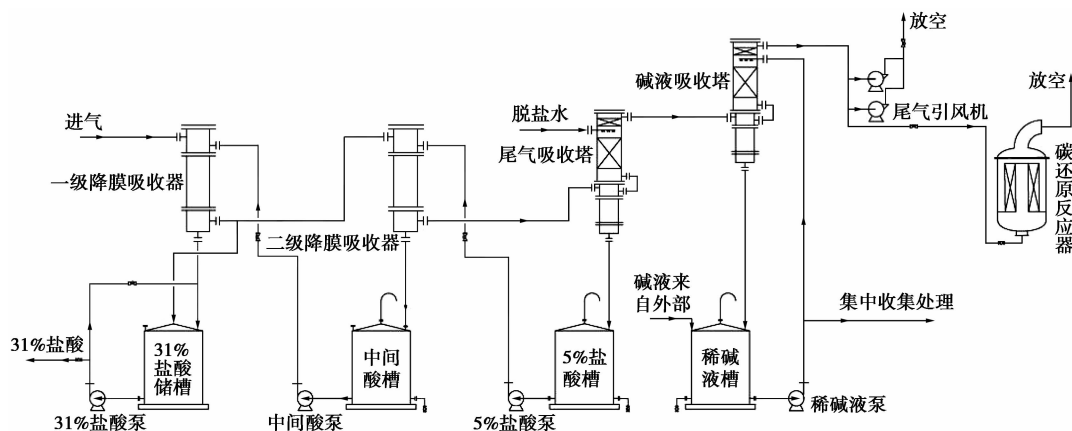 放空
放空
碱液吸收塔
脱盐水
尾气引风机
进气
尾气吸收塔
碳还原反应器
一级降膜吸收器
二级降膜吸收器
碱液来
自外部
集中收集处理
31%盐酸
31%
盐酸
储槽
中间
酸槽
5%盐
酸槽
稀碱
液槽
31%盐酸泵
中间酸泵
5%盐酸泵
稀碱液泵